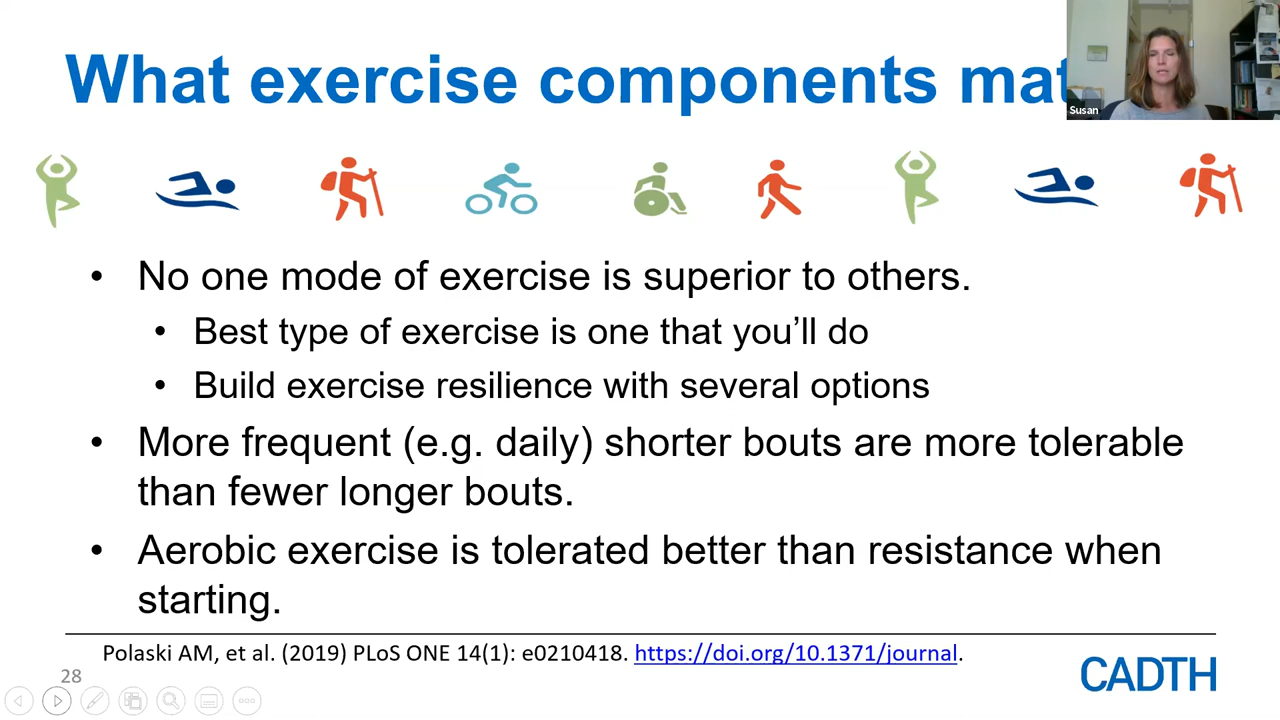 What exercise components mat
Susan
• No one mode of exercise is superior to others.
• Best type of exercise is one that you’ll do
• Build exercise resilience with several options
• More frequent (e.g. daily) shorter bouts are more tolerable
than fewer longer bouts.
• Aerobic exercise is tolerated better than resistance when
starting.
Polaski AM, et al. (2019) PLoS ONE 14(1): e0210418. https://doi.org/10.1371/journal.
28
CADTH